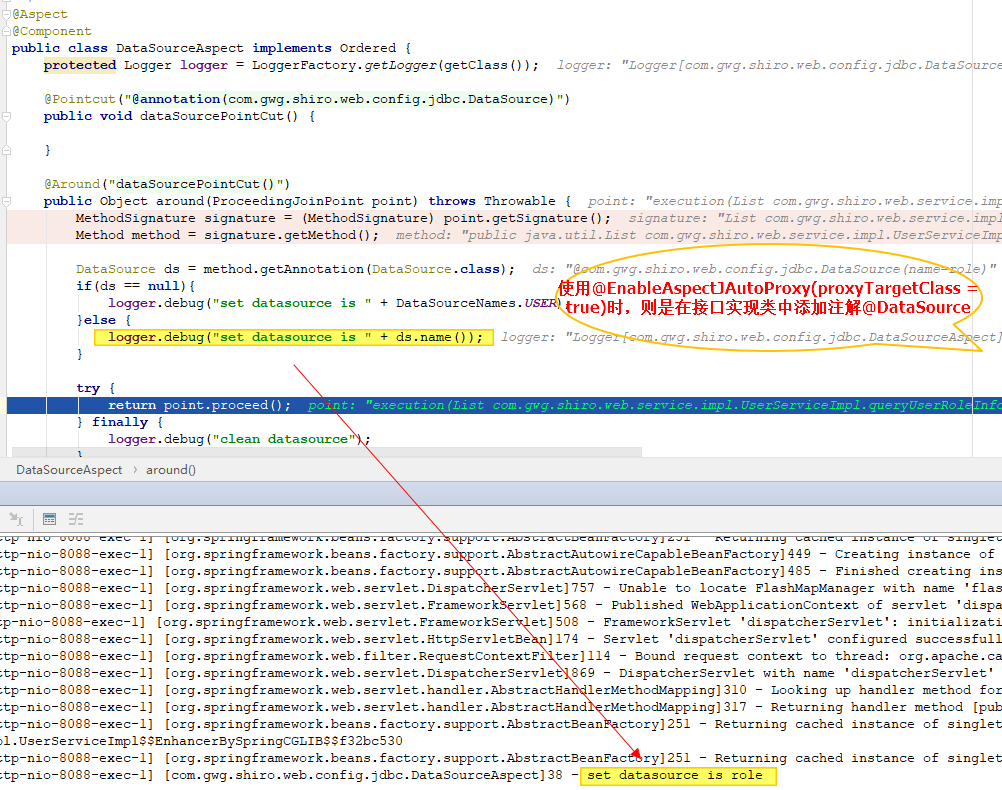 @Aspect
@Component
public class DataSourceAspect implements Ordered {
protected Logger logger = LoggerFactory.getLogger(getClass()); logger: "Logger[com.gwg.shiro.web.config.jdbc.DataSource
@Pointcut("@annotation(com.gwg.shiro.web.config.jdbc.DataSource)")
public void dataSourcePointCut() {
}
@Around("dataSourcePointCut()")
public Object around(ProceedingJoinPoint point) throws Throwable { point: "execution(List com.gwg.shiro.web.service.imp
MethodSignature signature = (MethodSignature) point.getSignature(); signature: "List com.gwg.shiro.web.service.impl
Method method = signature.getMethod(); method: "public java.util.List com.gwg.shiro.web.service.impl.UserServiceImp
DataSource ds = method.getAnnotation(DataSource.class); ds: "@com.gwg.shiro.web.config.jdbc.DataSource(name=role)"
if(ds == null){
logger.debug("set datasource is " + DataSourceNames.USER)
使用@EnableAspectJAutoProxy(proxyTargetClass =
true)时，则是在接口实现类中添加注解@DataSource
}else {
logger.debug("set datasource is " + ds.name()); logger: "Logger[com.gwg.shiro.web.config.jdbc.DataSourceAspect]
}
try {
return point.proceed(); point: "execution(List com.gwg.shiro.web.service.impl.UserServiceImpl.queryUserRoleInfo
} finally {
logger.debug("clean datasource");
}
DataSourceAspect › around()
ttp-nio-8088-exec-1] [org.springframework.beans.factory.support.AbstractBeanFactory]251 - Returning cached instance of singlet
ttp-nio-8088-exec-1] [org.springframework.beans.factory.support.AbstractAutowireCapableBeanFactory]449 - Creating instance of
ttp-nio-8088-exec-1] [org.springframework.beans.factory.support.AbstractAutowireCapableBeanFactory]485 - Finished creating ins
ttp-nio-8088-exec-1] [org.springframework.web.servlet.DispatcherServlet]757 - Unable to locate FlashMapManager with name 'flas
ttp-nio-8088-exec-1] [org.springframework.web.servlet.FrameworkServlet]568 - Published WebApplicationContext of servlet 'dispa
tp-nio-8088-exec-1] [org.springframework.web.servlet.FrameworkServlet]508 - FrameworkServlet 'dispatcherServlet': initializati
ttp-nio-8088-exec-1] [org.springframework.web.servlet.HttpServletBean]174 - Servlet 'dispatcherServlet' configured successfull
ttp-nio-8088-exec-1] [org.springframework.web.filter.RequestContextFilter]114 - Bound request context to thread: org.apache.ca
ttp-nio-8088-exec-1] [org.springframework.web.servlet.DispatcherServlet]869 - DispatcherServlet with name 'dispatcherServlet'
ttp-nio-8088-exec-1] [org.springframework.web.servlet.handler.AbstractHandlerMethodMapping]310 - Looking up handler method for
ttp-nio-8088-exec-1] [org.springframework.web.servlet.handler.AbstractHandlerMethodMapping]317 - Returning handler method [pub
ttp-nio-8088-exec-1] [org.springframework.beans.factory.support.AbstractBeanFactory]251 - Returning cached instance of singlet
pl.UserServiceImpl$$EnhancerBySpringCGLIB$$f32bc530
ttp-nio-8088-exec-1] [org.springframework.beans.factory.support.AbstractBeanFactory]251 - Returning cached instance of singlet
ttp-nio-8088-exec-1] [com.gwg.shiro.web.config.jdbc.DataSourceAspect]38 - set datasource is role